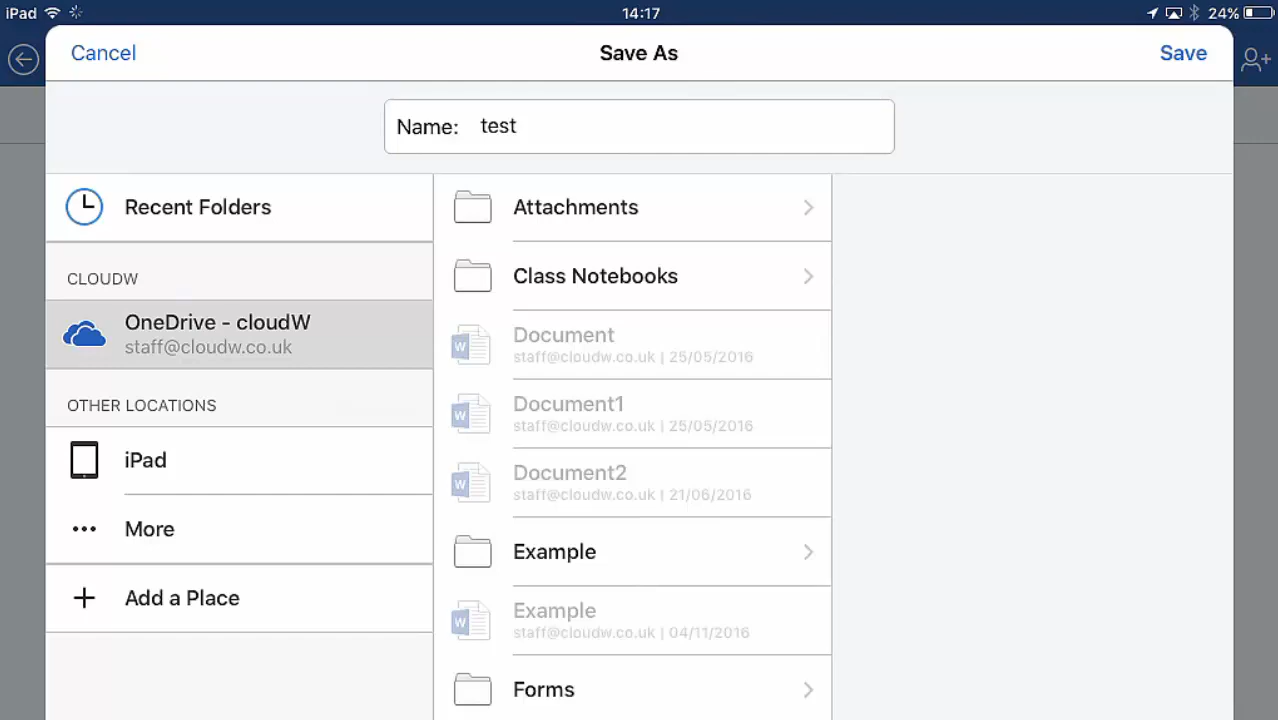 iPad 14:17 24%
Cancel Save As Save
Name: test
Recent Folders
CLOUDW
OneDrive - cloudW
staff@cloudw.co.uk
OTHER LOCATIONS
iPad
More
Add a Place
Attachments
Class Notebooks
Document
staff@cloudw.co.uk | 25/05/2016
Document1
staff@cloudw.co.uk | 25/05/2016
Document2
staff@cloudw.co.uk | 21/06/2016
Example
Example
staff@cloudw.co.uk | 04/11/2016
Forms